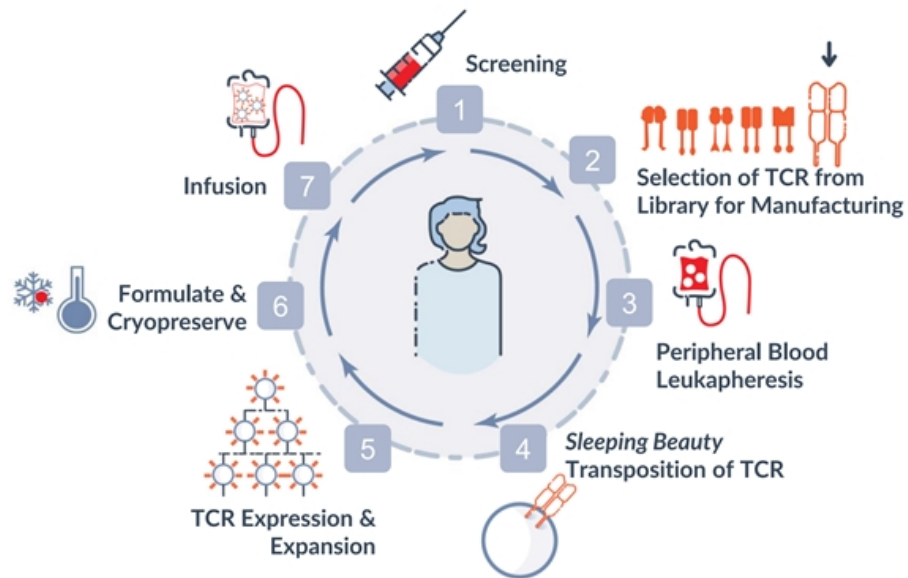 Screening
1
2
Selection of TCR from
Library for Manufacturing
3
Peripheral Blood
Leukapheresis
4
Sleeping Beauty
Transposition of TCR
5
TCR Expression &
Expansion
6
Formulate &
Cryopreserve
7
Infusion